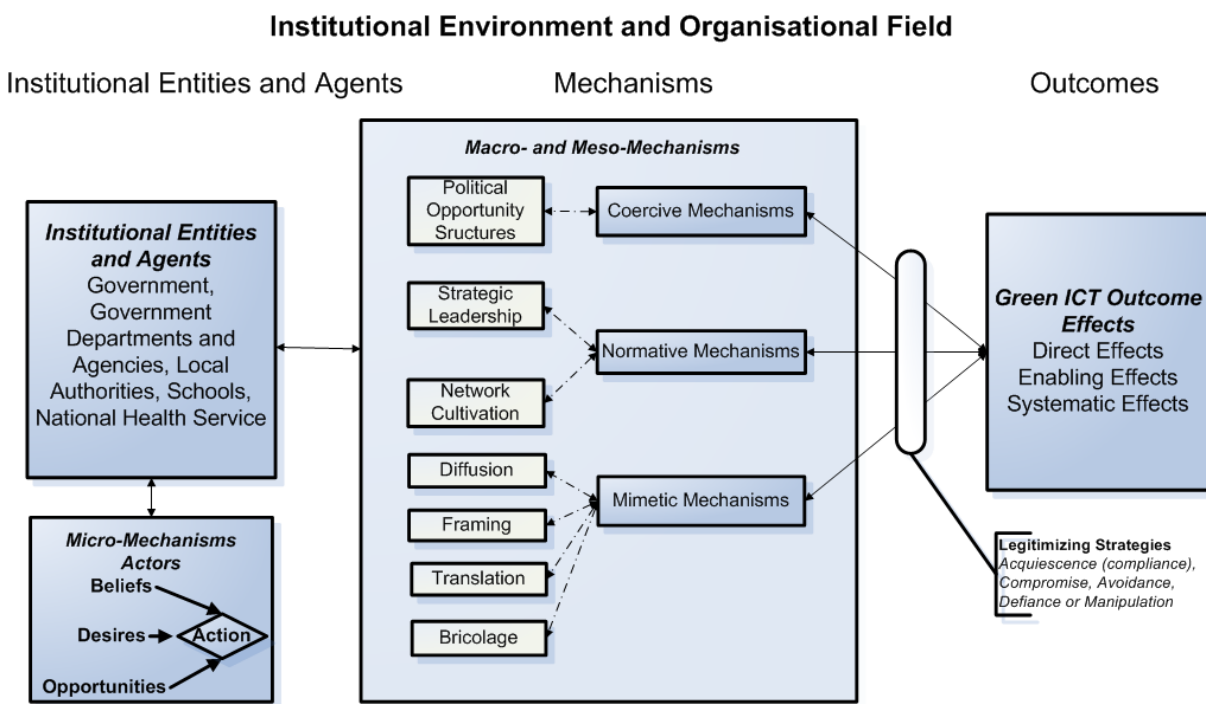 Institutional Environment and Organisational Field
Institutional Entities and Agents
Mechanisms
Outcomes
Institutional Entities
and Agents
Government,
Government
Departments and
Agencies, Local
Authorities, Schools,
National Health Service
Micro-Mechanisms
Actors
Beliefs
Desires
Action
Opportunities
Macro- and Meso-Mechanisms
Political
Opportunity
Sructures
Coercive Mechanisms
Strategic
Leadership
Normative Mechanisms
Network
Cultivation
Diffusion
Mimetic Mechanisms
Framing
Translation
Bricolage
Green ICT Outcome
Effects
Direct Effects
Enabling Effects
Systematic Effects
Legitimizing Strategies
Acquiescence (compliance),
Compromise, Avoidance,
Defiance or Manipulation